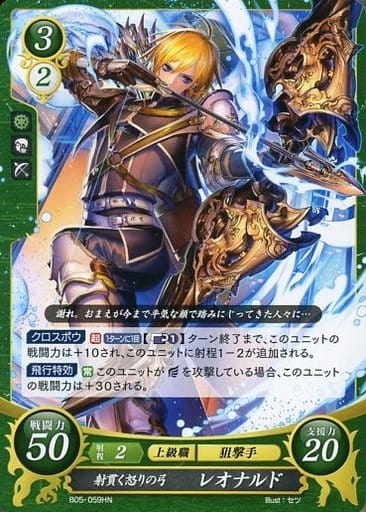 3
2
謝れ。おまえが今まで平気な顔で踏みにじってきた人々に…
クロスボウ 起 1ターンに1回 【 1】ターン終了まで、このユニットの
戦闘力は+10され、このユニットに射程1-2が追加される。
飛行特効 常 このユニットが を攻撃している場合、このユニット
の戦闘力は+30される。
戦闘力
50
射程 2
上級職
狙撃手
支援力
20
射貫く怒りの弓 レオナルド
B05-059HN
Illust:セツ